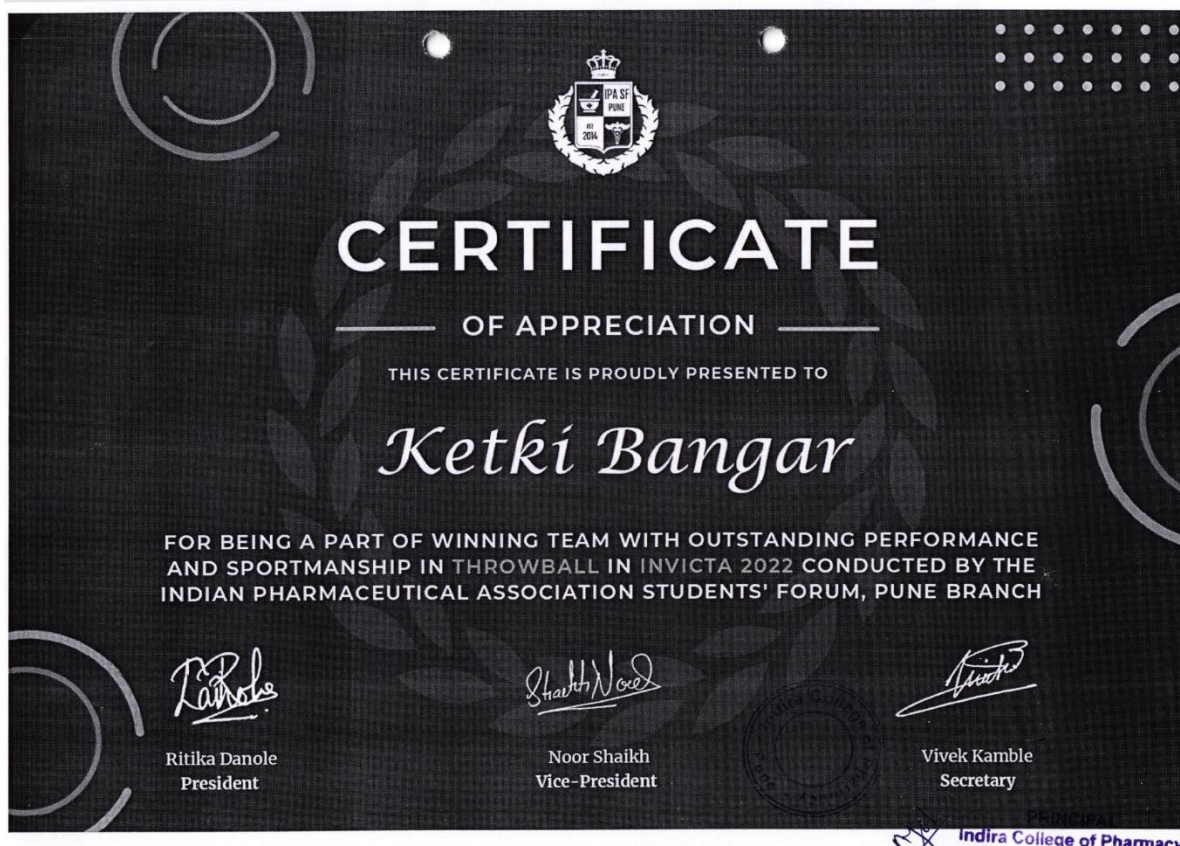 IPA SF
PUNE
2014
CERTIFICATE
OF APPRECIATION
THIS CERTIFICATE IS PROUDLY PRESENTED TO
Ketki Bangar
FOR BEING A PART OF WINNING TEAM WITH OUTSTANDING PERFORMANCE
AND SPORTMANSHIP IN THROWBALL IN INVICTA 2022 CONDUCTED BY THE
INDIAN PHARMACEUTICAL ASSOCIATION STUDENTS' FORUM, PUNE BRANCH
Ritika Danole
President
Noor Shaikh
Vice-President
Vivek Kamble
Secretary
PRINCIPAL
Indira College of Pharmacy